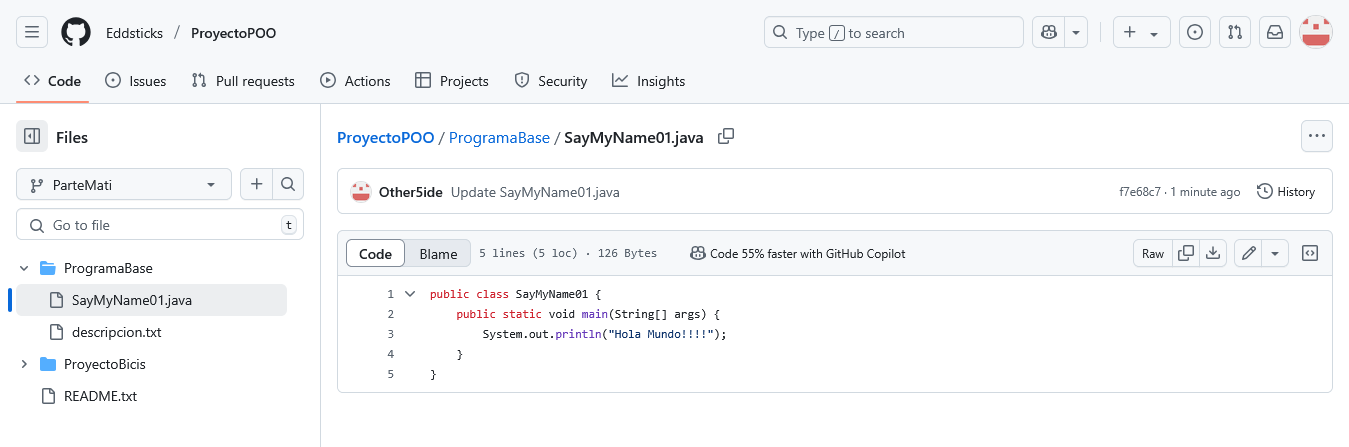 Eddsticks / ProyectoPOO
Type / to search
Code Issues Pull requests Actions Projects Security Insights
Files
ParteMati
Go to file t
ProgramaBase
SayMyName01.java
descripcion.txt
ProyectoBicis
README.txt
ProyectoPOO / ProgramaBase / SayMyName01.java
Other5ide Update SayMyName01.java f7e68c7 · 1 minute ago History
Code Blame 5 lines (5 loc) · 126 Bytes Code 55% faster with GitHub Copilot Raw
1 public class SayMyName01 {
2 public static void main(String[] args) {
3 System.out.println("Hola Mundo!!!!");
4 }
5 }